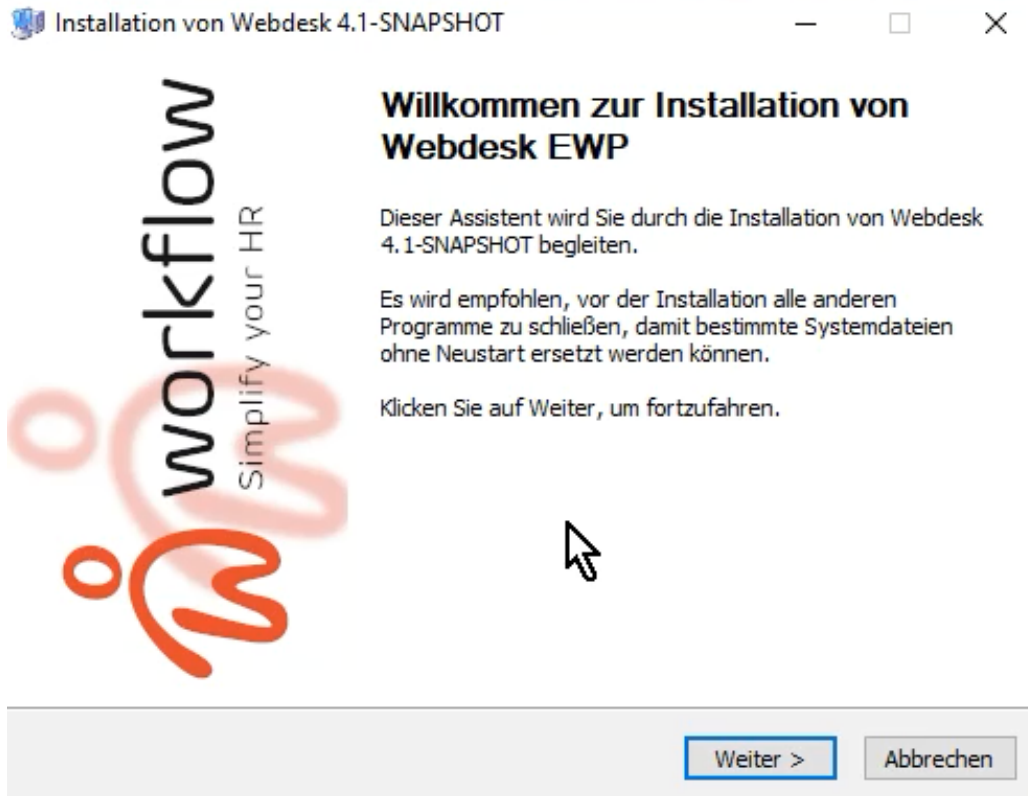 Installation von Webdesk 4.1-SNAPSHOT
workflow
Simplify your HR
Willkommen zur Installation von
Webdesk EWP
Dieser Assistent wird Sie durch die Installation von Webdesk
4.1-SNAPSHOT begleiten.
Es wird empfohlen, vor der Installation alle anderen
Programme zu schließen, damit bestimmte Systemdateien
ohne Neustart ersetzt werden können.
Klicken Sie auf Weiter, um fortzufahren.
Weiter >
Abbrechen